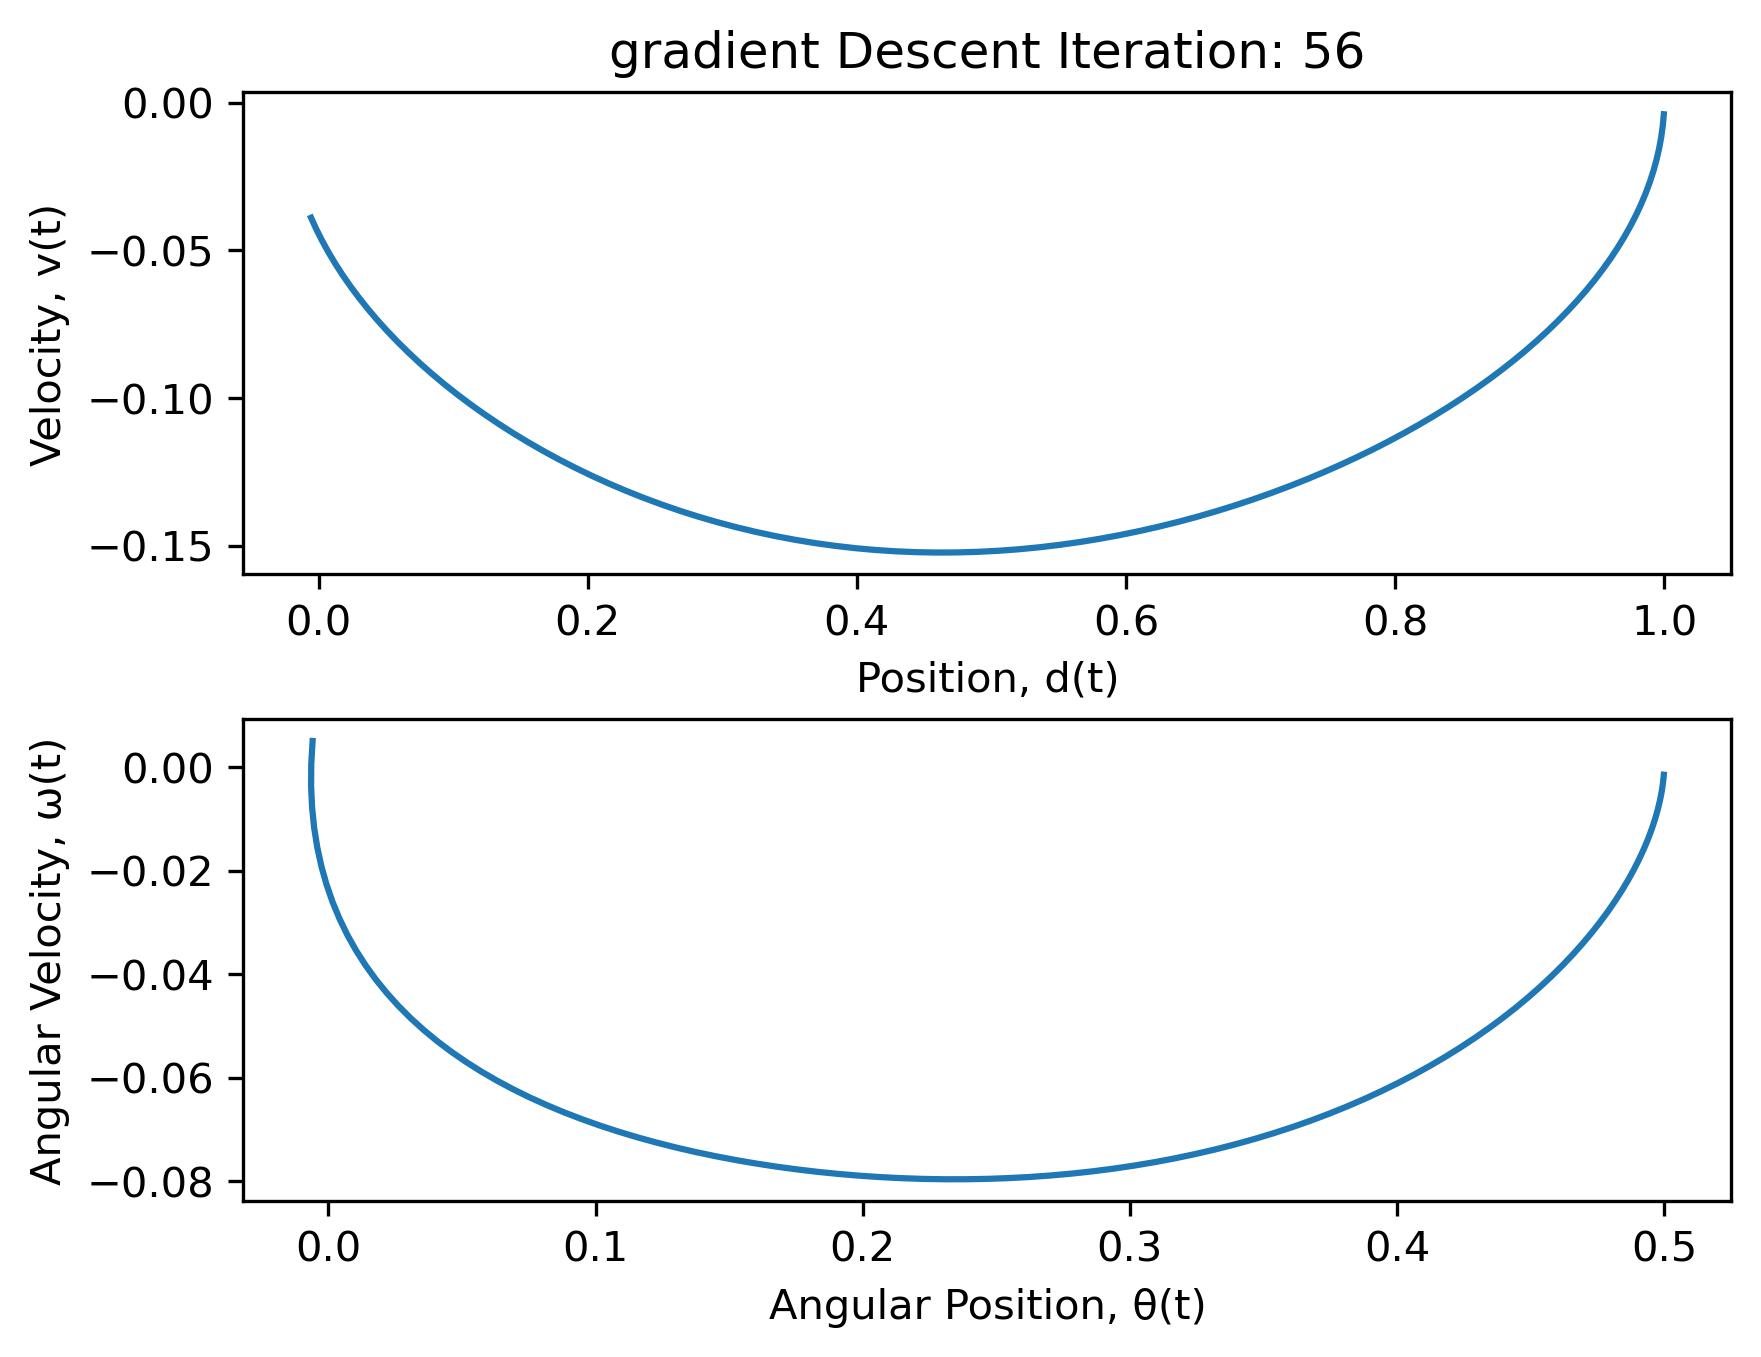 gradient Descent Iteration: 56
0.00
−0.05
−0.10
−0.15
Velocity, v(t)
0.0 0.2 0.4 0.6 0.8 1.0
Position, d(t)
0.00
−0.02
−0.04
−0.06
−0.08
Angular Velocity, ω(t)
0.0 0.1 0.2 0.3 0.4 0.5
Angular Position, θ(t)